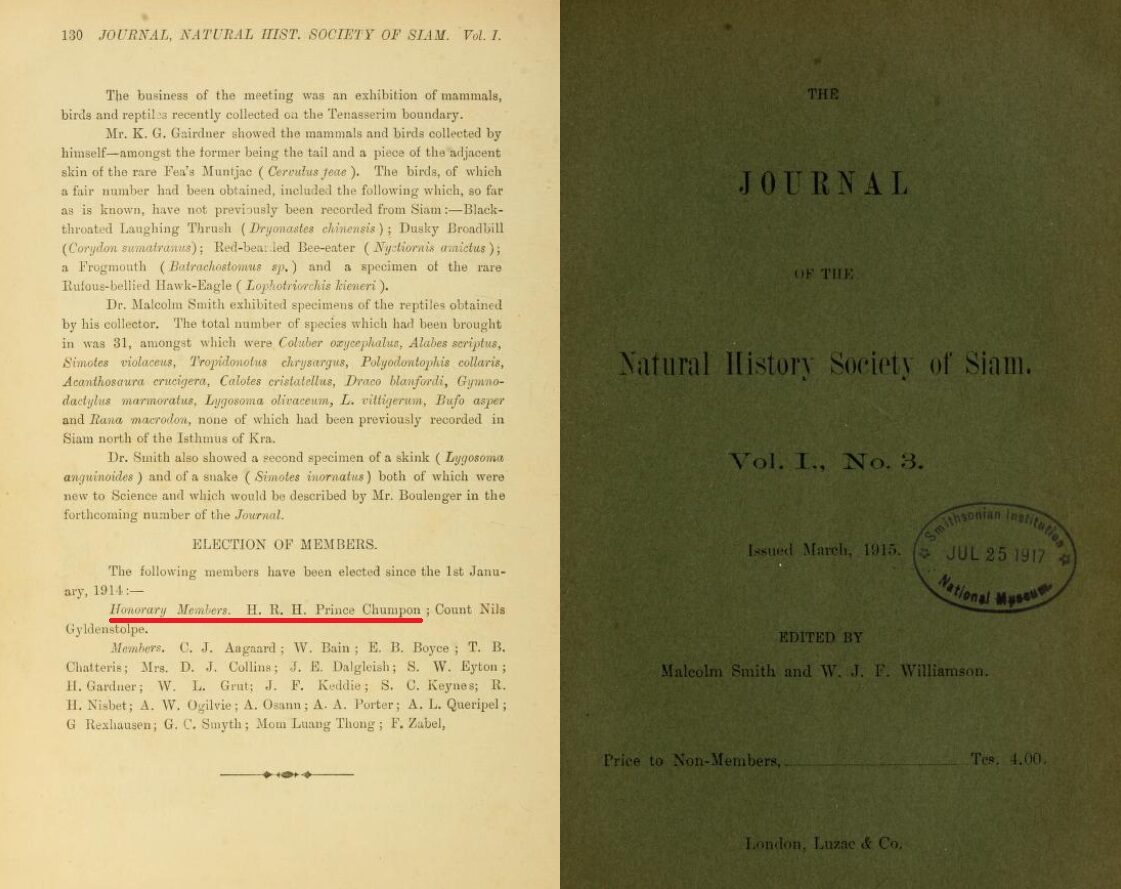 130 JOURNAL, NATURAL HIST. SOCIETY OF SIAM. Vol. I.
The business of the meeting was an exhibition of mammals,
birds and reptiles recently collected on the Tenasserim boundary.
Mr. K. G. Gairdner showed the mammals and birds collected by
himself—amongst the former being the tail and a piece of the adjacent
skin of the rare Fea's Muntjac ( Cervulus feae ). The birds, of which
a fair number had been obtained, included the following which, so far
as is known, have not previously been recorded from Siam :—Black-
throated Laughing Thrush ( Dryonastes chinensis ) ; Dusky Broadbill
(Corydon sumatranus) ; Red-bearded Bee-eater ( Nyctiornis amictus ) ;
a Frogmouth ( Batrachostomus sp. ) and a specimen of the rare
Rufous-bellied Hawk-Eagle ( Lophotriorchis kieneri ).
Dr. Malcolm Smith exhibited specimens of the reptiles obtained
by his collector. The total number of species which had been brought
in was 31, amongst which were Coluber oxycephalus, Alabes scriptus,
Simotes violaceus, Tropidonotus chrysargus, Polyodontophis collaris,
Acanthosaura crucigera, Calotes cristatellus, Draco blanfordi, Gymno-
dactylus marmoratus, Lygosoma olivaceum, L. vittigerum, Bufo asper
and Rana macrodon, none of which had been previously recorded in
Siam north of the Isthmus of Kra.
Dr. Smith also showed a second specimen of a skink ( Lygosoma
anguinoides ) and of a snake ( Simotes inornatus ) both of which were
new to Science and which would be described by Mr. Boulenger in the
forthcoming number of the Journal.
ELECTION OF MEMBERS.
The following members have been elected since the 1st Janu-
ary, 1914 :—
Honorary Members. H. R. H. Prince Chumpon ; Count Nils
Gyldenstolpe.
Members. C. J. Aagaard ; W. Bain ; E. B. Boyce ; T. B.
Chatteris ; Mrs. D. J. Collins ; J. E. Dalgleish ; S. W. Eyton ;
H. Gardner ; W. L. Grut; J. F. Keddie ; S. C. Keynes; R.
H. Nisbet ; A. W. Ogilvie ; A. Osann ; A. A. Porter ; A. L. Queripel ;
G Rexhausen ; G. C. Smyth ; Mom Luang Thong ; F. Zabel,
THE
JOURNAL
OF THE
Natural History Society of Siam.
Vol. I., No. 3.
Issued March, 1915.
Smithsonian Institution
JUL 25 1917
National Museum.
EDITED BY
Malcolm Smith and W. J. F. Williamson.
Price to Non-Members, Tcs. 4.00.
London, Luzac & Co.